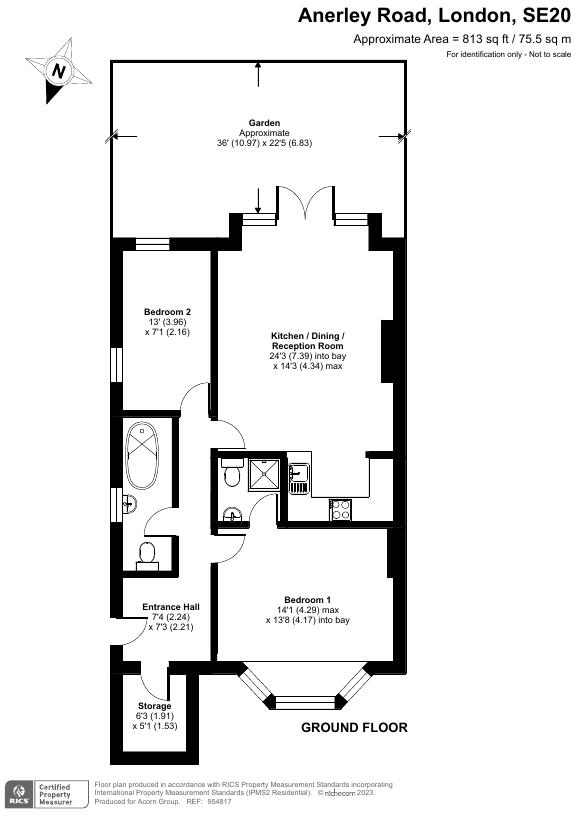 Anerley Road, London, SE20
Approximate Area = 813 sq ft / 75.5 sq m
For identification only - Not to scale
N
Garden
Approximate
36' (10.97) x 22'5 (6.83)
Bedroom 2
13' (3.96)
x 7'1 (2.16)
Kitchen / Dining /
Reception Room
24'3 (7.39) into bay
x 14'3 (4.34) max
Bedroom 1
14'1 (4.29) max
x 13'8 (4.17) into bay
Entrance Hall
7'4 (2.24)
x 7'3 (2.21)
Storage
6'3 (1.91)
x 5'1 (1.53)
GROUND FLOOR
RICS
Certified
Property
Measurer
Floor plan produced in accordance with RICS Property Measurement Standards incorporating
International Property Measurement Standards (IPMS2 Residential). © ntchecom 2023.
Produced for Acorn Group. REF: 954817